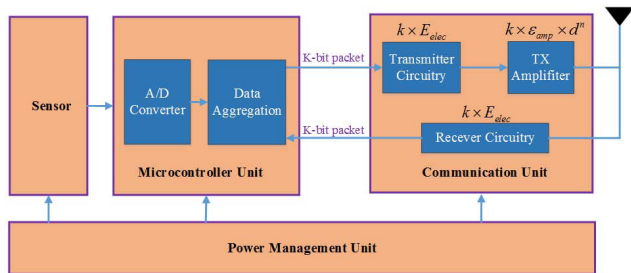 k × E_elec
k × ε_amp × d^n
K-bit packet
Transmitter
Circuitry
TX
Amplifiter
Sensor
A/D
Converter
Data
Aggregation
K-bit packet
k × E_elec
Recever Circuitry
Microcontroller Unit
Communication Unit
Power Management Unit